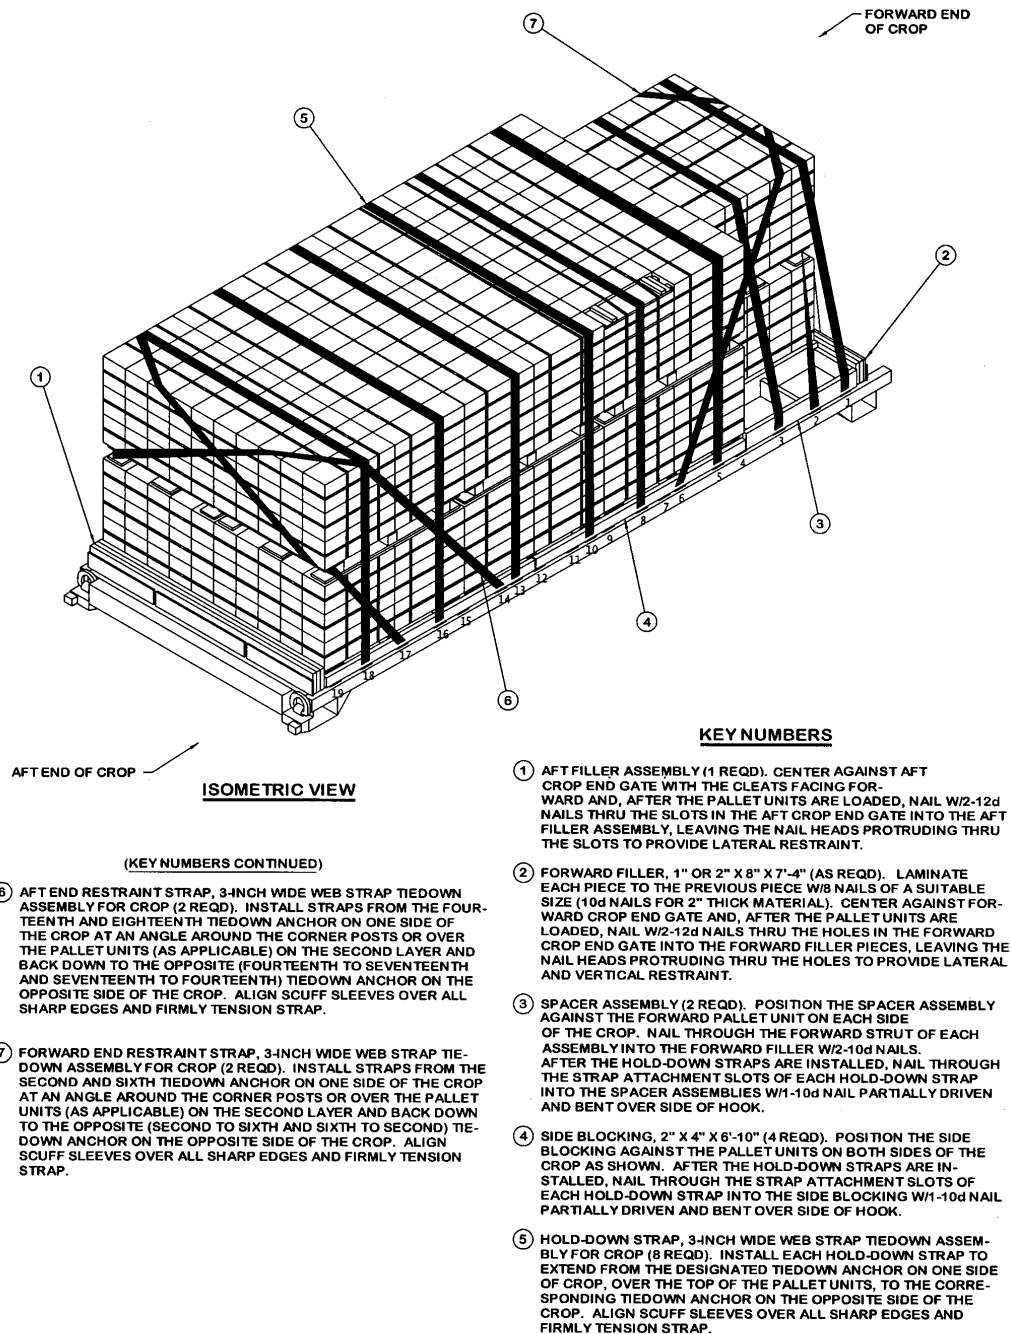 FORWARD END
OF CROP
7
5
2
1
3
4
6
1
2
3
4
5
6
7
8
9
10
11
12
13
14
15
16
17
18
19
AFT END OF CROP
ISOMETRIC VIEW
(KEY NUMBERS CONTINUED)
6 AFT END RESTRAINT STRAP, 3-INCH WIDE WEB STRAP TIEDOWN
ASSEMBLY FOR CROP (2 REQD). INSTALL STRAPS FROM THE FOUR-
TEENTH AND EIGHTEENTH TIEDOWN ANCHOR ON ONE SIDE OF
THE CROP AT AN ANGLE AROUND THE CORNER POSTS OR OVER
THE PALLET UNITS (AS APPLICABLE) ON THE SECOND LAYER AND
BACK DOWN TO THE OPPOSITE (FOURTEENTH TO SEVENTEENTH
AND SEVENTEENTH TO FOURTEENTH) TIEDOWN ANCHOR ON THE
OPPOSITE SIDE OF THE CROP. ALIGN SCUFF SLEEVES OVER ALL
SHARP EDGES AND FIRMLY TENSION STRAP.
7 FORWARD END RESTRAINT STRAP, 3-INCH WIDE WEB STRAP TIE-
DOWN ASSEMBLY FOR CROP (2 REQD). INSTALL STRAPS FROM THE
SECOND AND SIXTH TIEDOWN ANCHOR ON ONE SIDE OF THE CROP
AT AN ANGLE AROUND THE CORNER POSTS OR OVER THE PALLET
UNITS (AS APPLICABLE) ON THE SECOND LAYER AND BACK DOWN
TO THE OPPOSITE (SECOND TO SIXTH AND SIXTH TO SECOND) TIE-
DOWN ANCHOR ON THE OPPOSITE SIDE OF THE CROP. ALIGN
SCUFF SLEEVES OVER ALL SHARP EDGES AND FIRMLY TENSION
STRAP.
KEY NUMBERS
1 AFT FILLER ASSEMBLY (1 REQD). CENTER AGAINST AFT
CROP END GATE WITH THE CLEATS FACING FOR-
WARD AND, AFTER THE PALLET UNITS ARE LOADED, NAIL W/2-12d
NAILS THRU THE SLOTS IN THE AFT CROP END GATE INTO THE AFT
FILLER ASSEMBLY, LEAVING THE NAIL HEADS PROTRUDING THRU
THE SLOTS TO PROVIDE LATERAL RESTRAINT.
2 FORWARD FILLER, 1" OR 2" X 8" X 7'-4" (AS REQD). LAMINATE
EACH PIECE TO THE PREVIOUS PIECE W/8 NAILS OF A SUITABLE
SIZE (10d NAILS FOR 2" THICK MATERIAL). CENTER AGAINST FOR-
WARD CROP END GATE AND, AFTER THE PALLET UNITS ARE
LOADED, NAIL W/2-12d NAILS THRU THE HOLES IN THE FORWARD
CROP END GATE INTO THE FORWARD FILLER PIECES, LEAVING THE
NAIL HEADS PROTRUDING THRU THE HOLES TO PROVIDE LATERAL
AND VERTICAL RESTRAINT.
3 SPACER ASSEMBLY (2 REQD). POSITION THE SPACER ASSEMBLY
AGAINST THE FORWARD PALLET UNIT ON EACH SIDE
OF THE CROP. NAIL THROUGH THE FORWARD STRUT OF EACH
ASSEMBLY INTO THE FORWARD FILLER W/2-10d NAILS.
AFTER THE HOLD-DOWN STRAPS ARE INSTALLED, NAIL THROUGH
THE STRAP ATTACHMENT SLOTS OF EACH HOLD-DOWN STRAP
INTO THE SPACER ASSEMBLIES W/1-10d NAIL PARTIALLY DRIVEN
AND BENT OVER SIDE OF HOOK.
4 SIDE BLOCKING, 2" X 4" X 6'-10" (4 REQD). POSITION THE SIDE
BLOCKING AGAINST THE PALLET UNITS ON BOTH SIDES OF THE
CROP AS SHOWN. AFTER THE HOLD-DOWN STRAPS ARE IN-
STALLED, NAIL THROUGH THE STRAP ATTACHMENT SLOTS OF
EACH HOLD-DOWN STRAP INTO THE SIDE BLOCKING W/1-10d NAIL
PARTIALLY DRIVEN AND BENT OVER SIDE OF HOOK.
5 HOLD-DOWN STRAP, 3-INCH WIDE WEB STRAP TIEDOWN ASSEM-
BLY FOR CROP (8 REQD). INSTALL EACH HOLD-DOWN STRAP TO
EXTEND FROM THE DESIGNATED TIEDOWN ANCHOR ON ONE SIDE
OF CROP, OVER THE TOP OF THE PALLET UNITS, TO THE CORRE-
SPONDING TIEDOWN ANCHOR ON THE OPPOSITE SIDE OF THE
CROP. ALIGN SCUFF SLEEVES OVER ALL SHARP EDGES AND
FIRMLY TENSION STRAP.